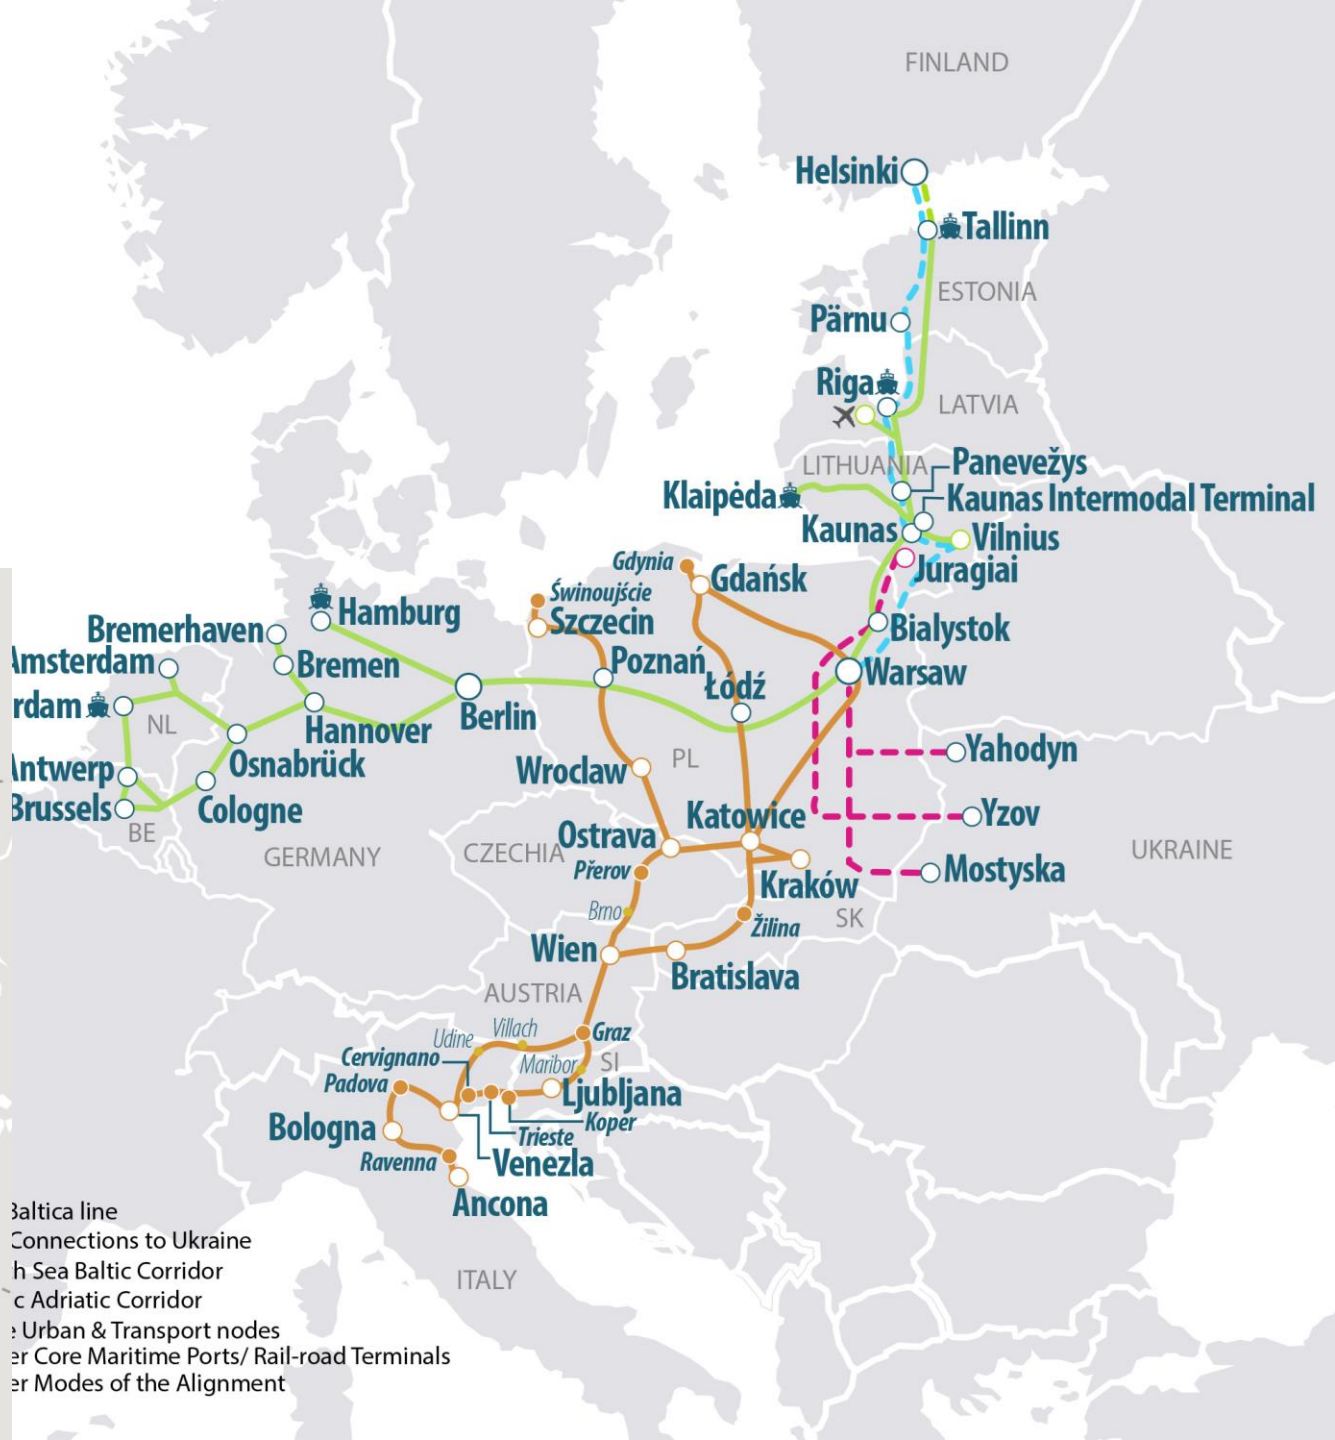 FINLAND
Helsinki
Tallinn
ESTONIA
Pärnu
Riga
LATVIA
LITHUANIA
Panevežys
Klaipėda
Kaunas Intermodal Terminal
Kaunas
Vilnius
Juragiai
Gdynia
Gdańsk
Świnoujście
Szczecin
Hamburg
Bremerhaven
Bremen
Amsterdam
rdam
NL
Hannover
Berlin
Poznań
Łódź
Bialystok
Warsaw
Osnabrück
Antwerp
Brussels
BE
Cologne
GERMANY
Wroclaw
PL
Yahodyn
Yzov
Mostyska
UKRAINE
Katowice
Ostrava
CZECHIA
Přerov
Kraków
Brno
Žilina
SK
Wien
Bratislava
AUSTRIA
Graz
Villach
Udine
SI
Maribor
Cervignano
Padova
Ljubljana
Koper
Trieste
Bologna
Ravenna
Venezla
Ancona
ITALY
Baltica line
Connections to Ukraine
h Sea Baltic Corridor
c Adriatic Corridor
e Urban & Transport nodes
er Core Maritime Ports/ Rail-road Terminals
er Modes of the Alignment